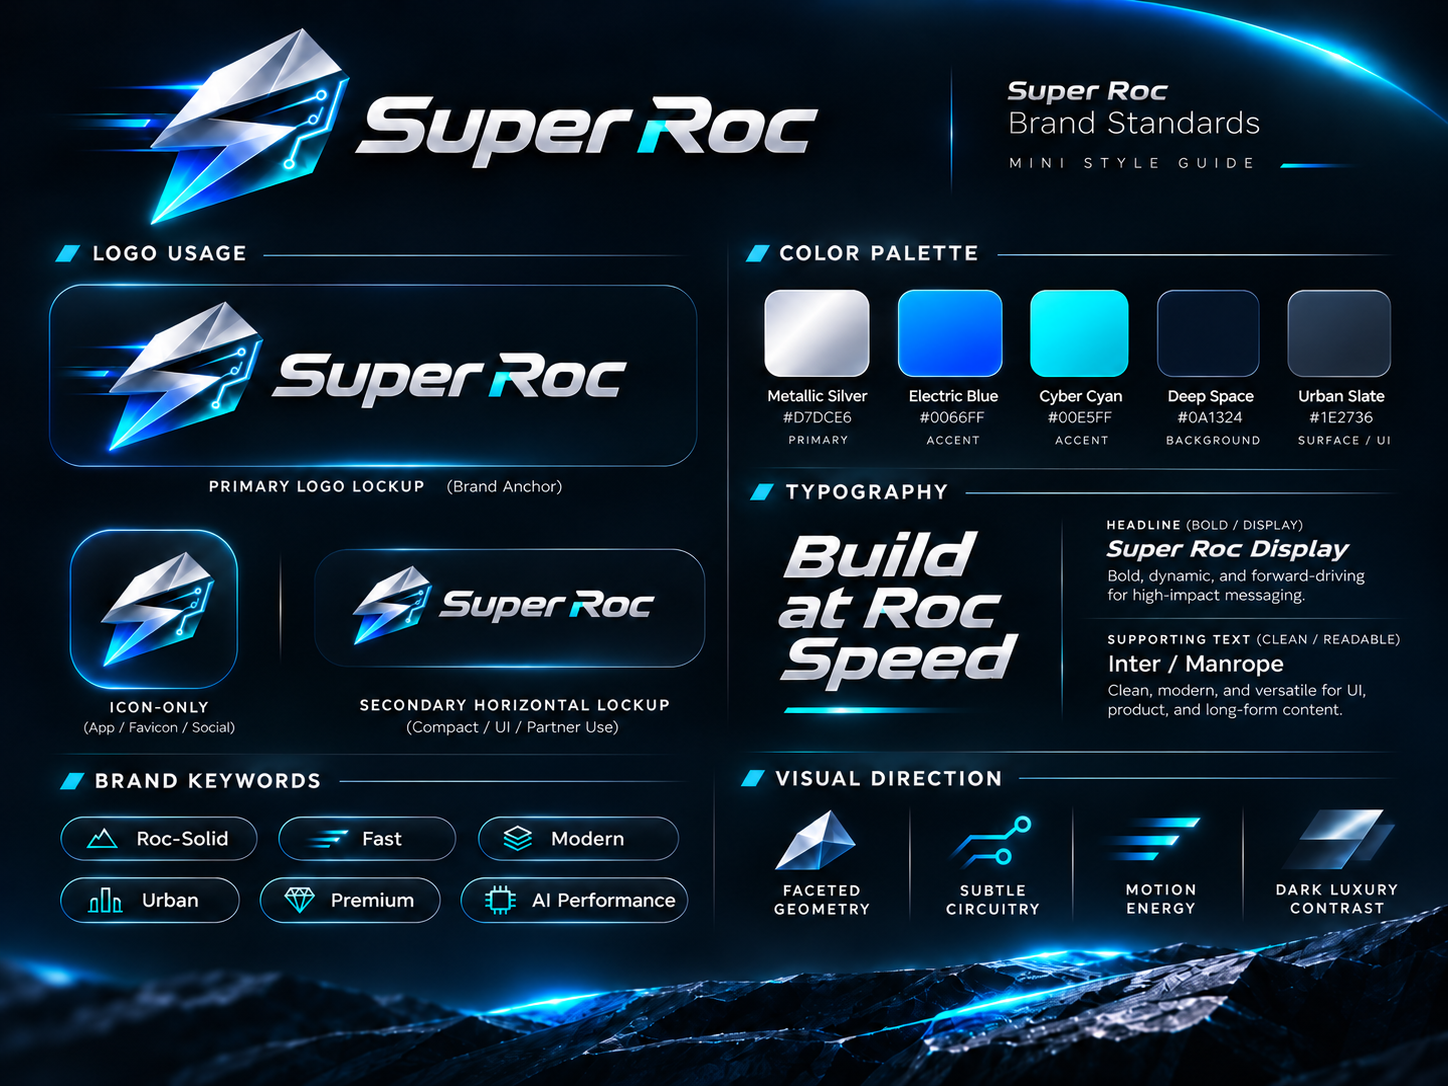 Super Roc
Super Roc
Brand Standards
MINI STYLE GUIDE
LOGO USAGE
Super Roc
PRIMARY LOGO LOCKUP (Brand Anchor)
ICON-ONLY
(App / Favicon / Social)
Super Roc
SECONDARY HORIZONTAL LOCKUP
(Compact / UI / Partner Use)
BRAND KEYWORDS
Roc-Solid
Fast
Modern
Urban
Premium
AI Performance
COLOR PALETTE
Metallic Silver
#D7DCE6
PRIMARY
Electric Blue
#0066FF
ACCENT
Cyber Cyan
#00E5FF
ACCENT
Deep Space
#0A1324
BACKGROUND
Urban Slate
#1E2736
SURFACE / UI
TYPOGRAPHY
Build
at Roc
Speed
HEADLINE (BOLD / DISPLAY)
Super Roc Display
Bold, dynamic, and forward-driving
for high-impact messaging.
SUPPORTING TEXT (CLEAN / READABLE)
Inter / Manrope
Clean, modern, and versatile for UI,
product, and long-form content.
VISUAL DIRECTION
FACETED
GEOMETRY
SUBTLE
CIRCUITRY
MOTION
ENERGY
DARK LUXURY
CONTRAST